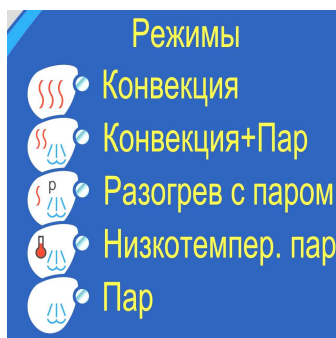 Режимы
Конвекция
Конвекция+Пар
р
Разогрев с паром
Низкотемпер. пар
Пар